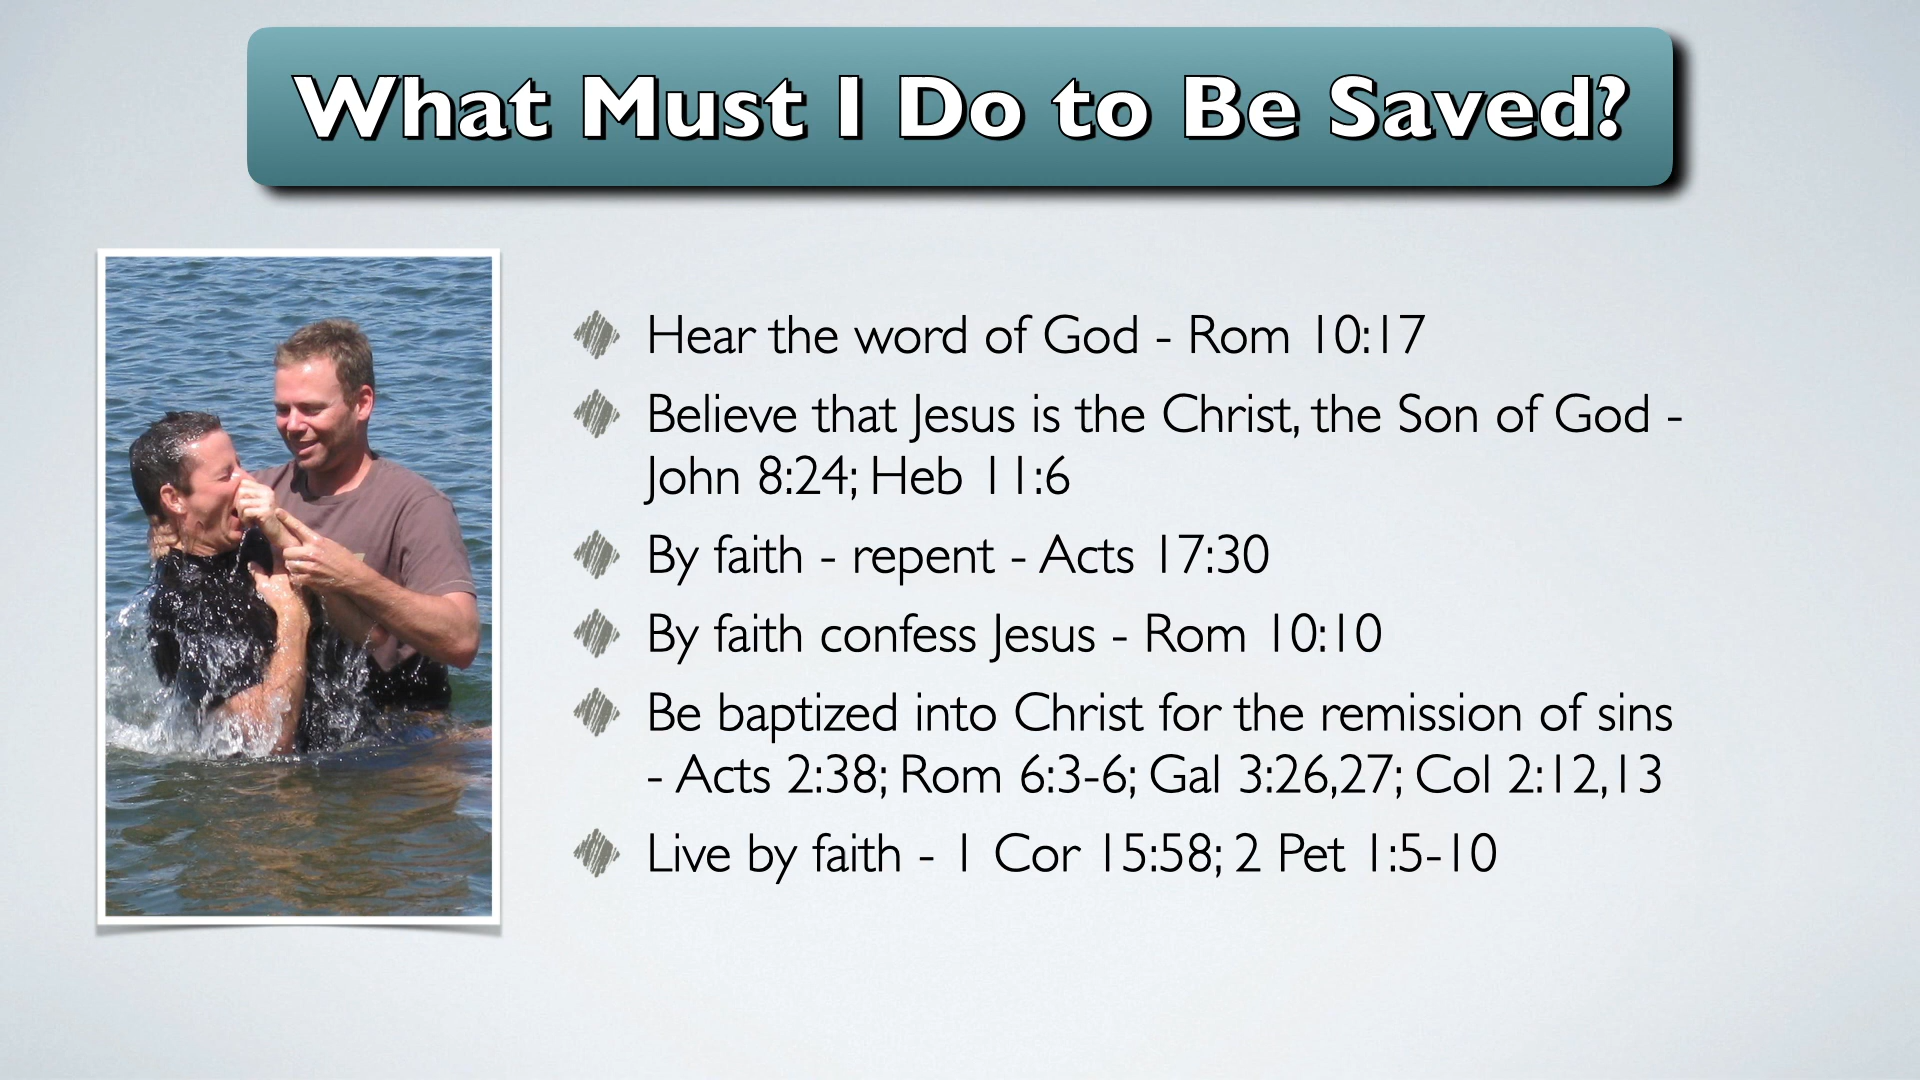 What Must I Do to Be Saved?
Hear the word of God - Rom 10:17
Believe that Jesus is the Christ, the Son of God -
John 8:24; Heb 11:6
By faith - repent - Acts 17:30
By faith confess Jesus - Rom 10:10
Be baptized into Christ for the remission of sins
- Acts 2:38; Rom 6:3-6; Gal 3:26,27; Col 2:12,13
Live by faith - 1 Cor 15:58; 2 Pet 1:5-10